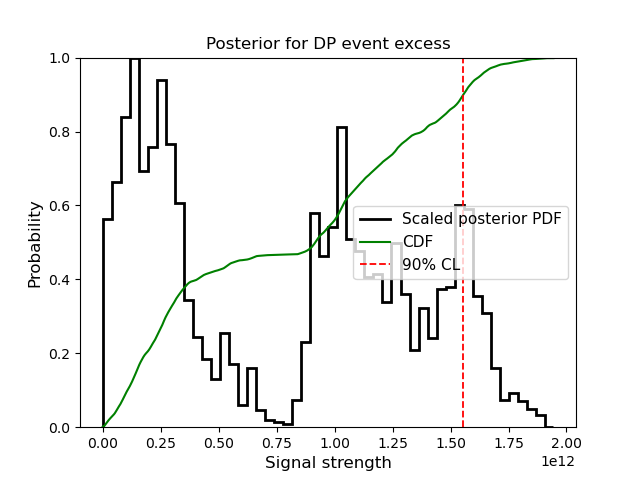 Posterior for DP event excess
1.0
0.8
0.6
0.4
0.2
0.0
Probability
Scaled posterior PDF
CDF
90% CL
0.00 0.25 0.50 0.75 1.00 1.25 1.50 1.75 2.00
1e12
Signal strength